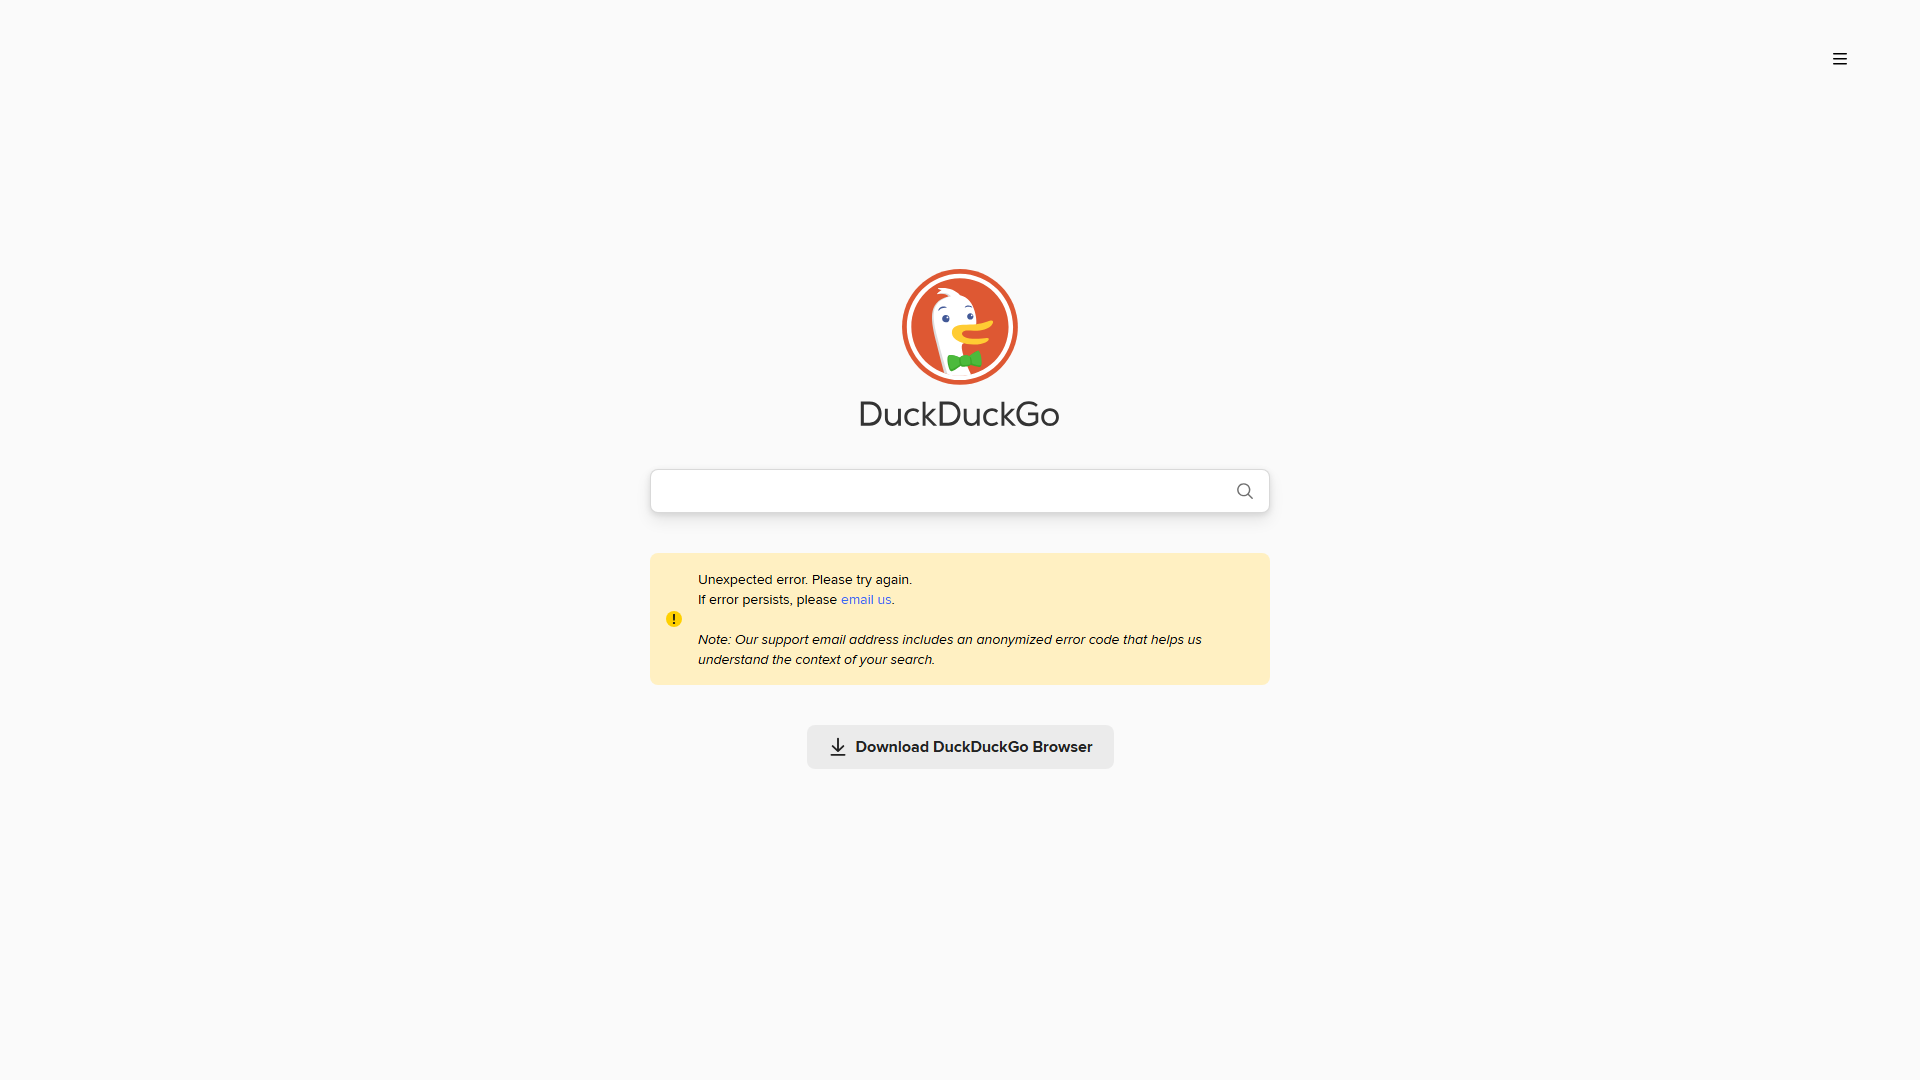 DuckDuckGo
Unexpected error. Please try again.
If error persists, please email us.
Note: Our support email address includes an anonymized error code that helps us
understand the context of your search.
Download DuckDuckGo Browser